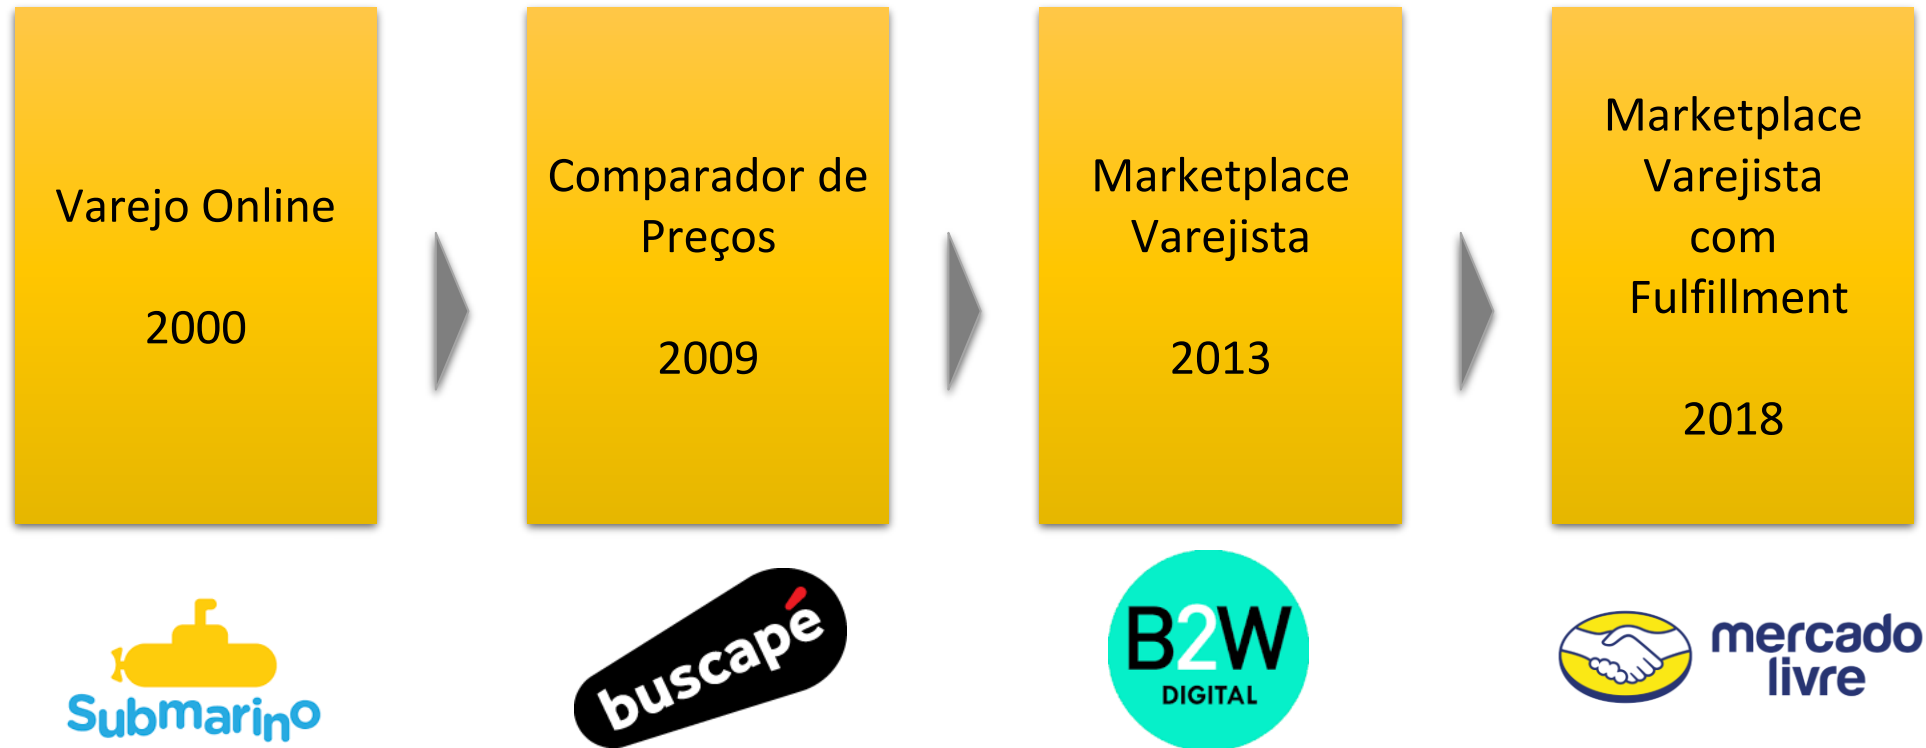 Varejo Online
2000
Comparador de
Preços
2009
Marketplace
Varejista
2013
Marketplace
Varejista
com
Fulfillment
2018
Submarino
buscapé
B2W
DIGITAL
mercado
livre